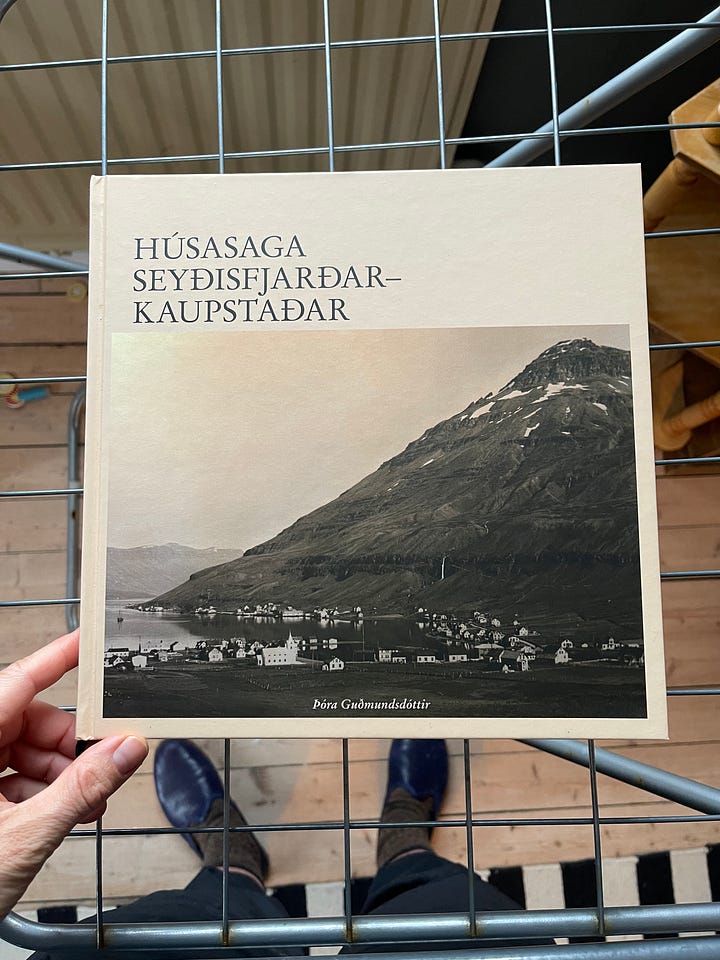 HÚSASAGA
SEYÐISFJARÐAR–
KAUPSTAÐAR
Þóra Guðmundsdóttir